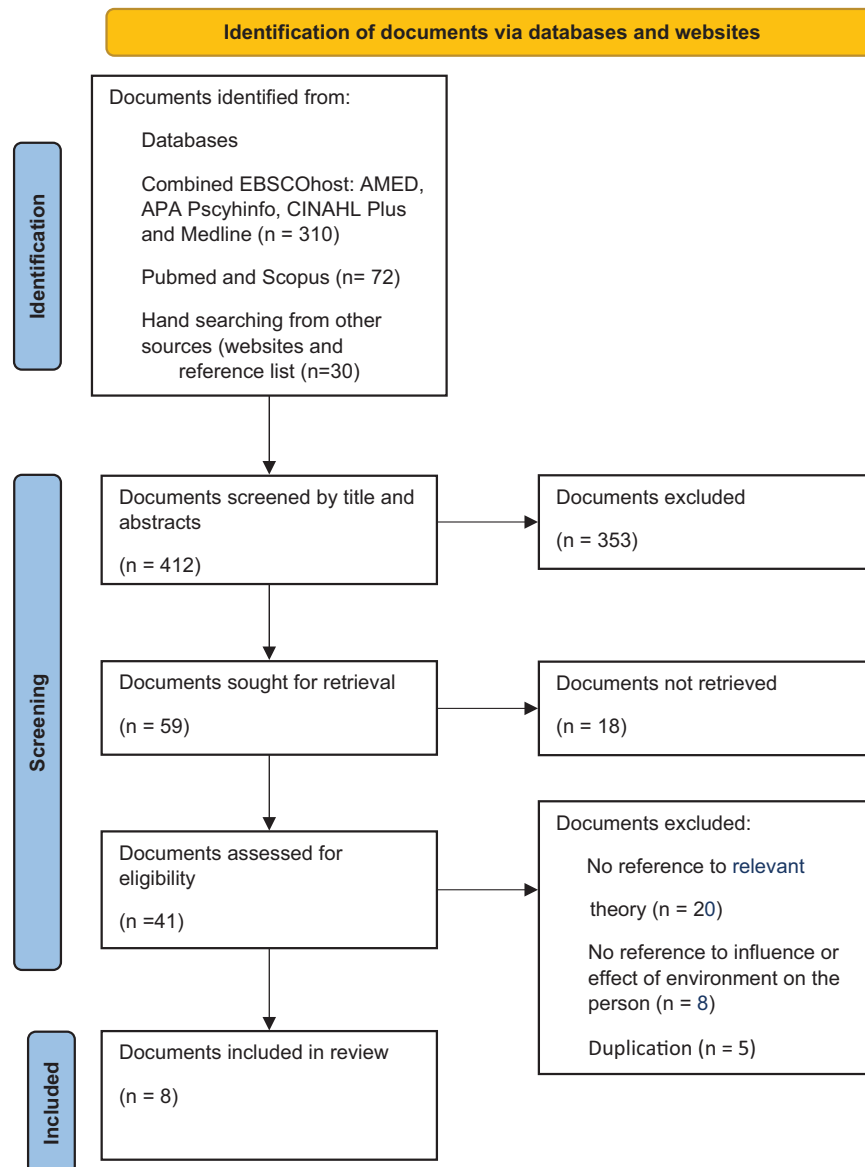 Identification of documents via databases and websites
Identification
Documents identified from:
Databases
Combined EBSCOhost: AMED,
APA Pscyhinfo, CINAHL Plus
and Medline (n = 310)
Pubmed and Scopus (n= 72)
Hand searching from other
sources (websites and
reference list (n=30)
Screening
Documents screened by title and
abstracts
(n = 412)
Documents excluded
(n = 353)
Documents sought for retrieval
(n = 59)
Documents not retrieved
(n = 18)
Documents assessed for
eligibility
(n =41)
Documents excluded:
No reference to relevant
theory (n = 20)
No reference to influence or
effect of environment on the
person (n = 8)
Duplication (n = 5)
Included
Documents included in review
(n = 8)